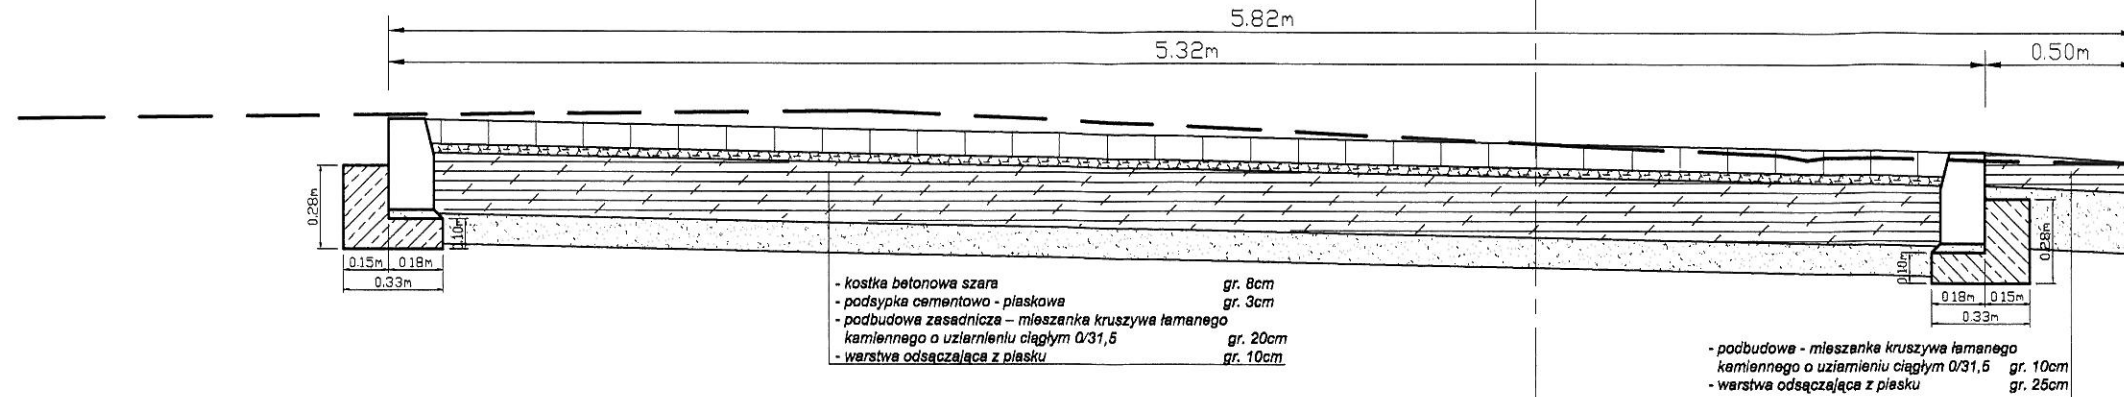 5.82m
5.32m
0.50m
0.28m
0.10m
0.15m 0.18m
0.33m
- kostka betonowa szara gr. 8cm
- podsypka cementowo - piaskowa gr. 3cm
- podbudowa zasadnicza – mieszanka kruszywa łamanego
kamiennego o uziarnieniu ciągłym 0/31,5 gr. 20cm
- warstwa odsączająca z piasku gr. 10cm
0.28m
0.10m
0.18m 0.15m
0.33m
- podbudowa - mieszanka kruszywa łamanego
kamiennego o uziarnieniu ciągłym 0/31,5 gr. 10cm
- warstwa odsączająca z piasku gr. 25cm